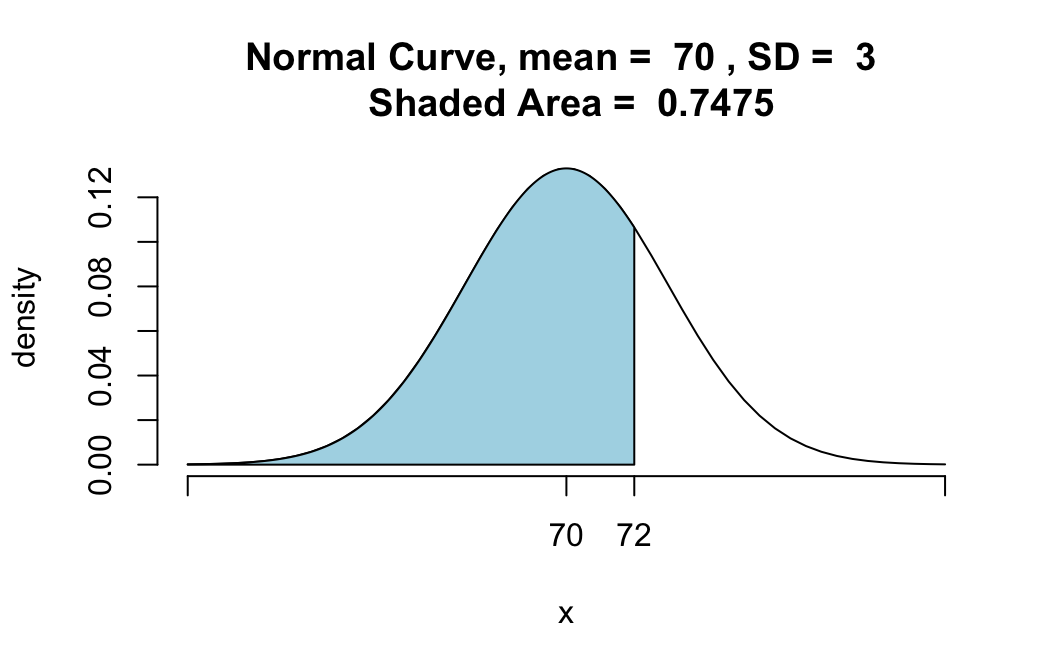 Normal Curve, mean =  70 , SD =  3
Shaded Area =  0.7475
density
0.12
0.08
0.04
0.00
70
72
x